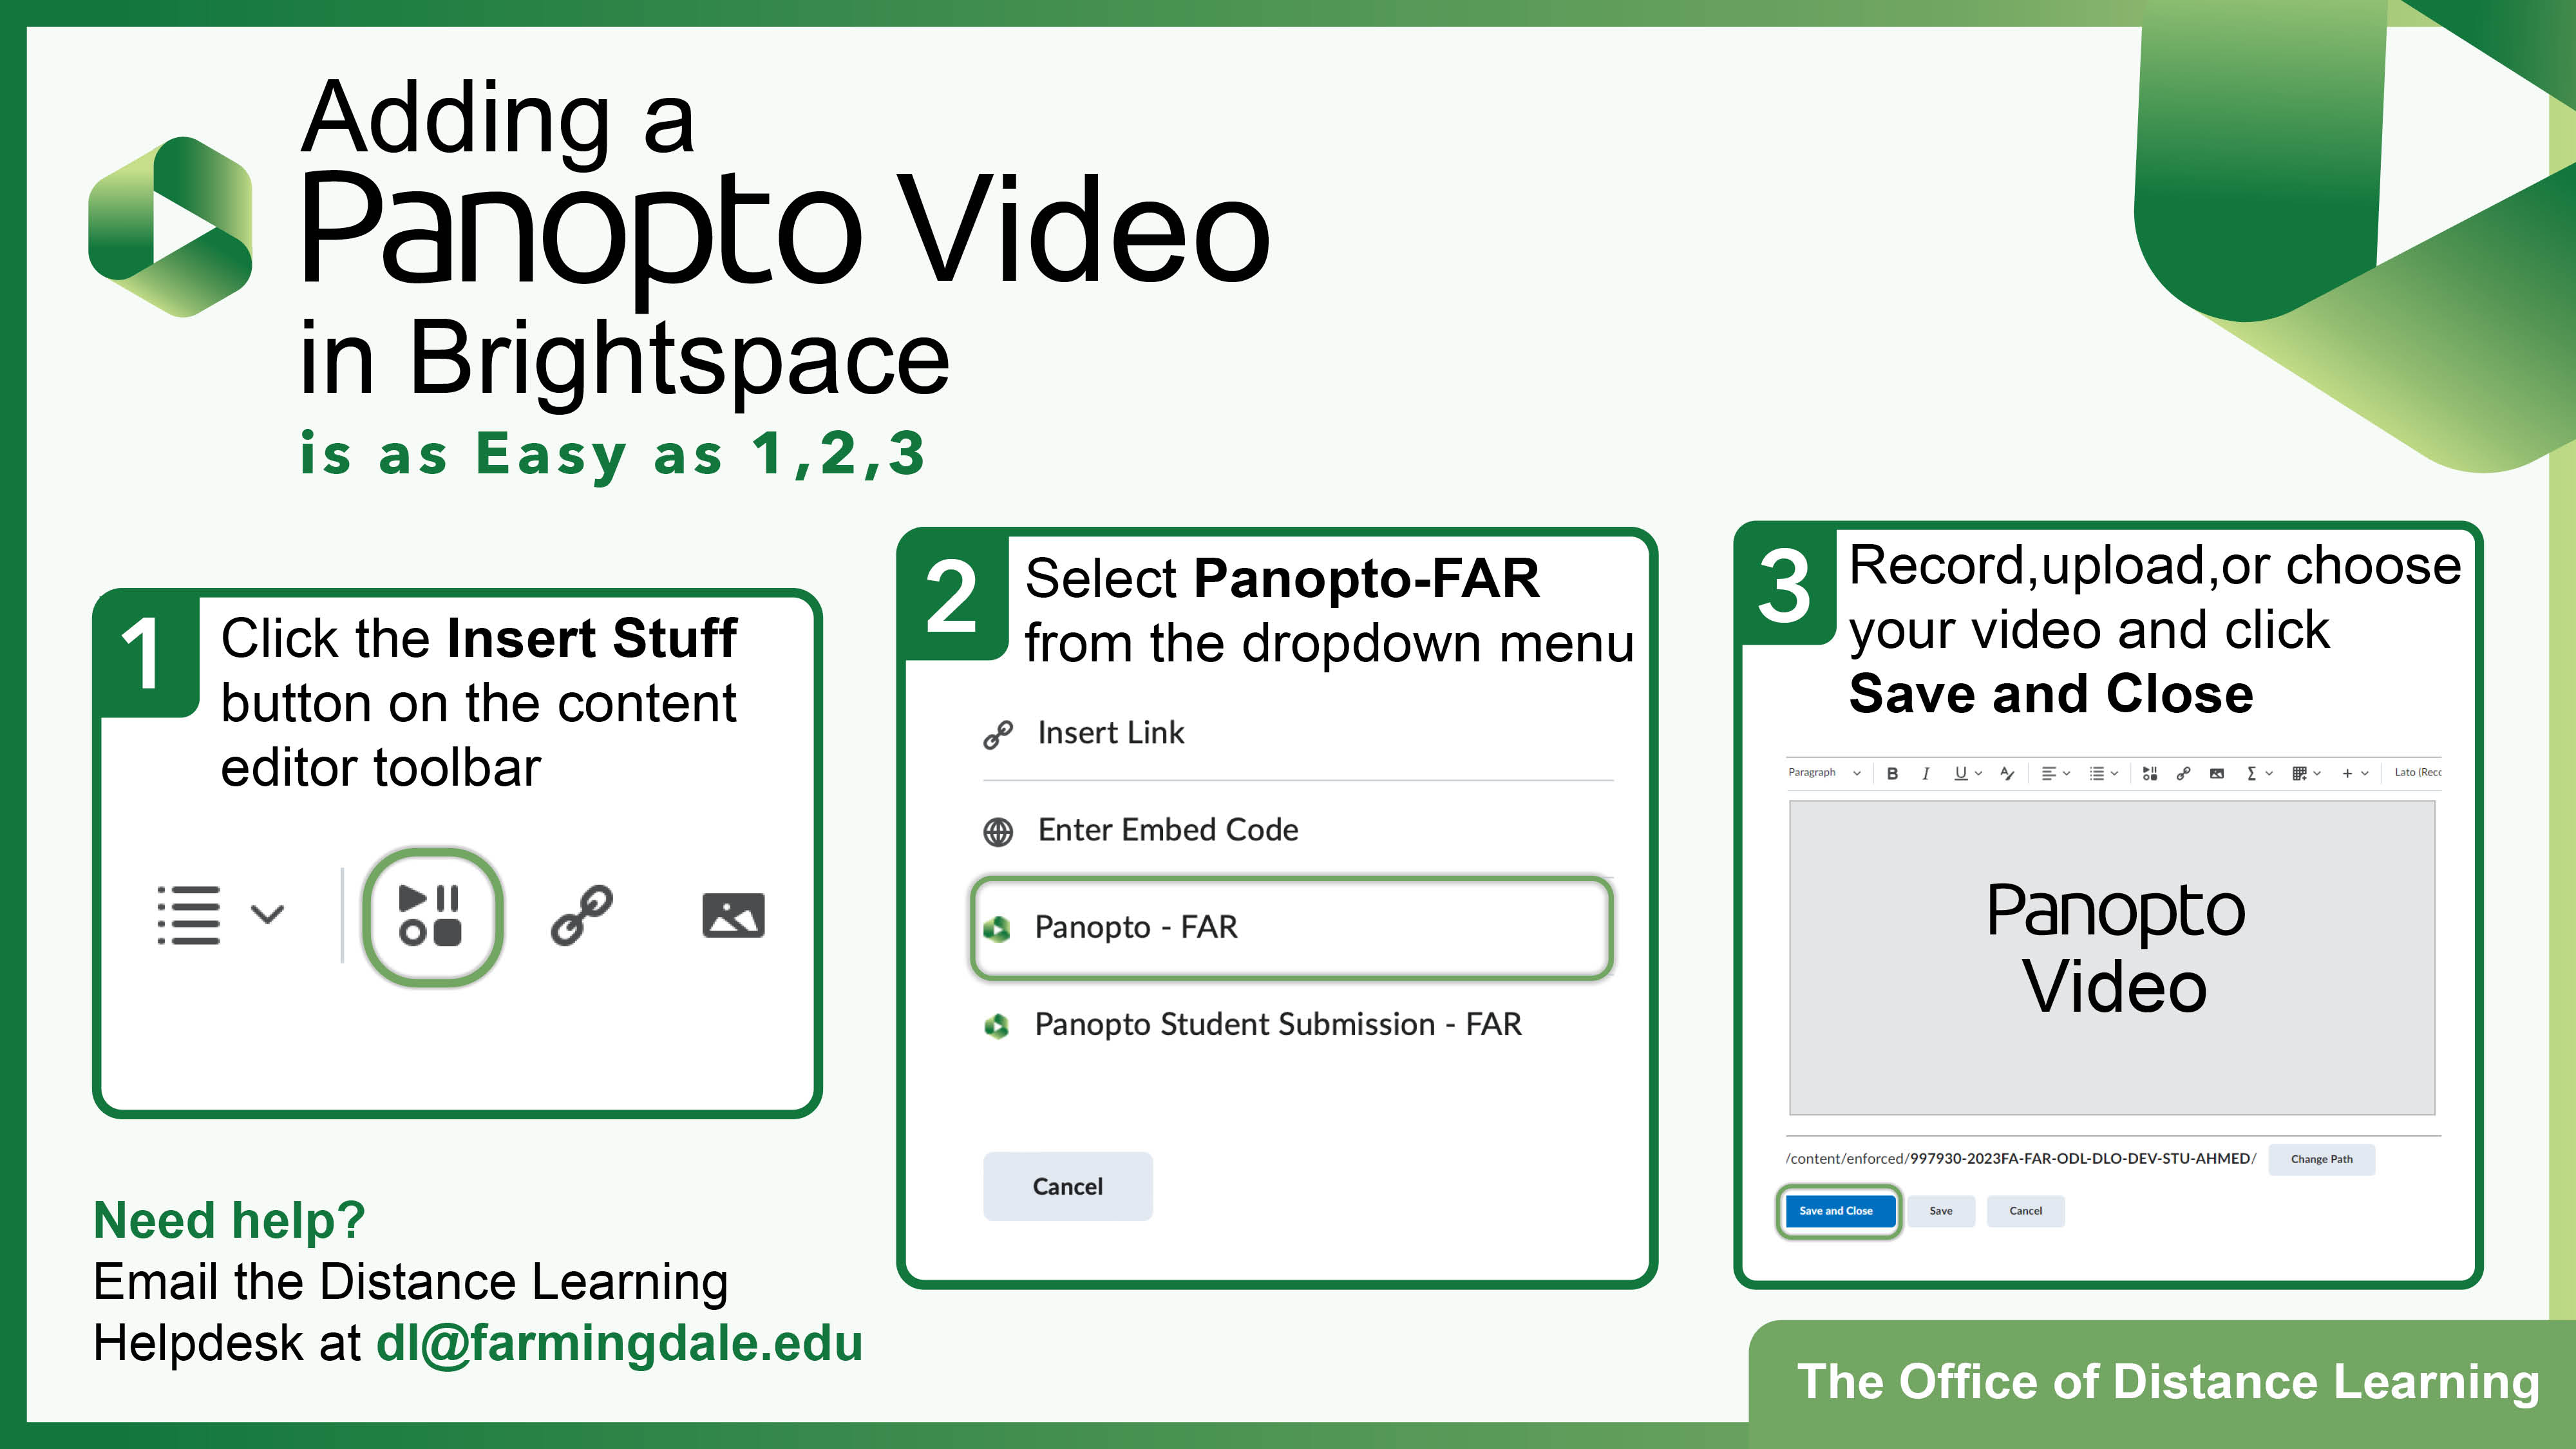 Adding a
Panopto Video
in Brightspace
is as Easy as 1,2,3
1
Click the Insert Stuff
button on the content
editor toolbar
2
Select Panopto-FAR
from the dropdown menu
Insert Link
Enter Embed Code
Panopto - FAR
Panopto Student Submission - FAR
Cancel
3
Record,upload,or choose
your video and click
Save and Close
Paragraph B I U Lato (Recc
Panopto
Video
/content/enforced/997930-2023FA-FAR-ODL-DLO-DEV-STU-AHMED/ Change Path
Save and Close Save Cancel
Need help?
Email the Distance Learning
Helpdesk at dl@farmingdale.edu
The Office of Distance Learning